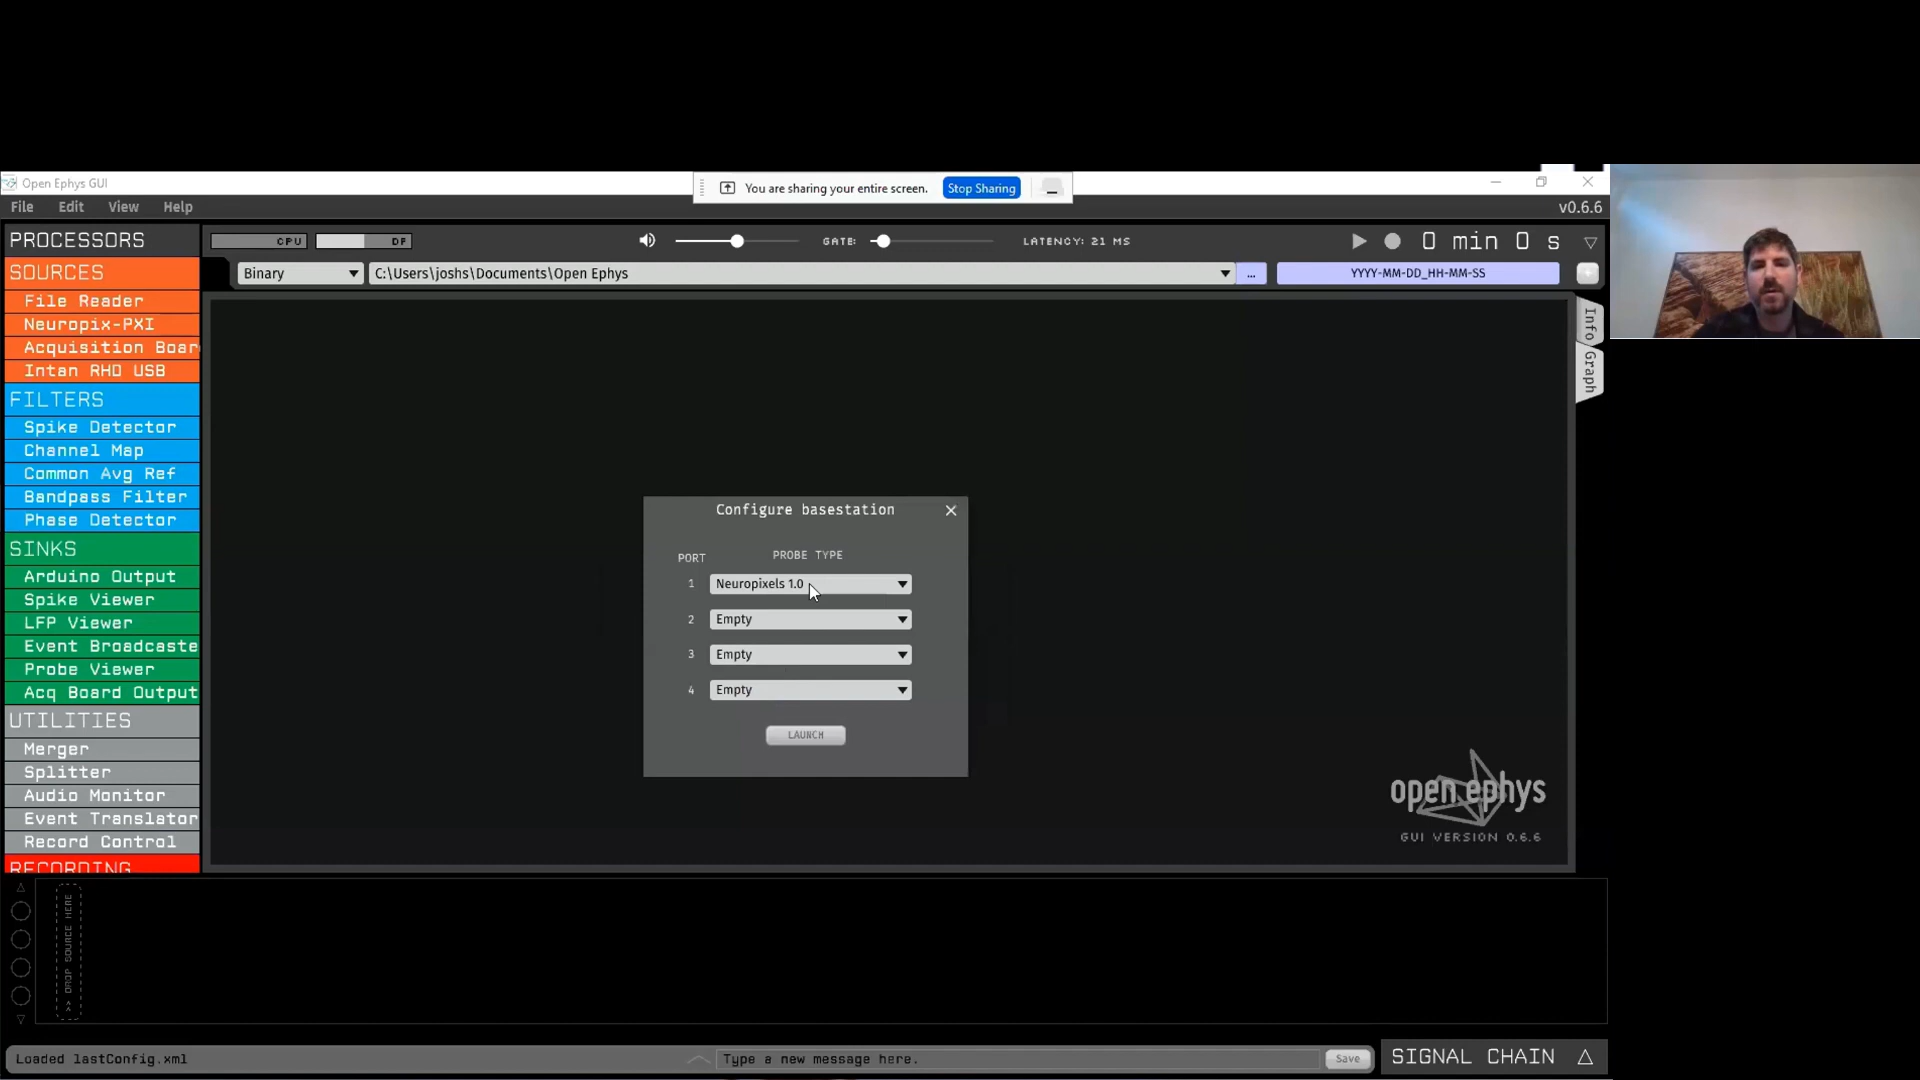 Open Ephys GUI
You are sharing your entire screen.
Stop Sharing
File Edit View Help
v0.6.6
PROCESSORS
CPU
DF
GATE:
LATENCY: 21 MS
0 min 0 s
Binary
C:\Users\joshs\Documents\Open Ephys
...
YYYY-MM-DD_HH-MM-SS
SOURCES
File Reader
Neuropix-PXI
Acquisition Boar
Intan RHD USB
FILTERS
Spike Detector
Channel Map
Common Avg Ref
Bandpass Filter
Phase Detector
SINKS
Arduino Output
Spike Viewer
LFP Viewer
Event Broadcaste
Probe Viewer
Acq Board Output
UTILITIES
Merger
Splitter
Audio Monitor
Event Translator
Record Control
RECORDING
Info
Graph
Configure basestation
PORT PROBE TYPE
1 Neuropixels 1.0
2 Empty
3 Empty
4 Empty
LAUNCH
open ephys
GUI VERSION 0.6.6
>> DROP SOURCE HERE
Loaded lastConfig.xml
Type a new message here.
Save
SIGNAL CHAIN